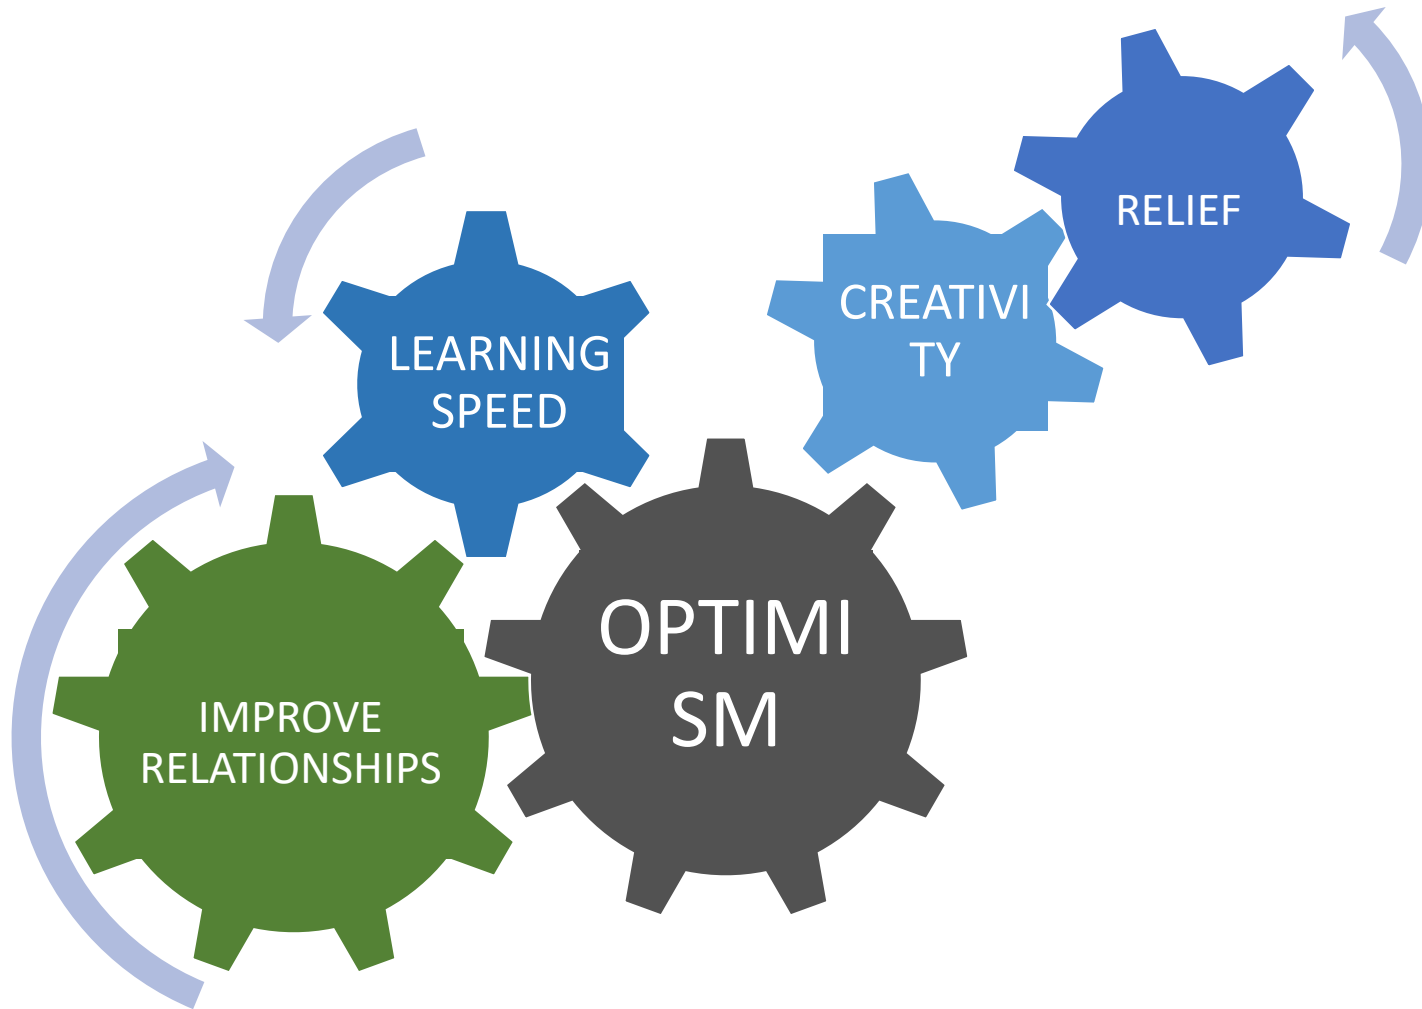 RELIEF
CREATIVI
TY
LEARNING
SPEED
OPTIMI
SM
IMPROVE
RELATIONSHIPS